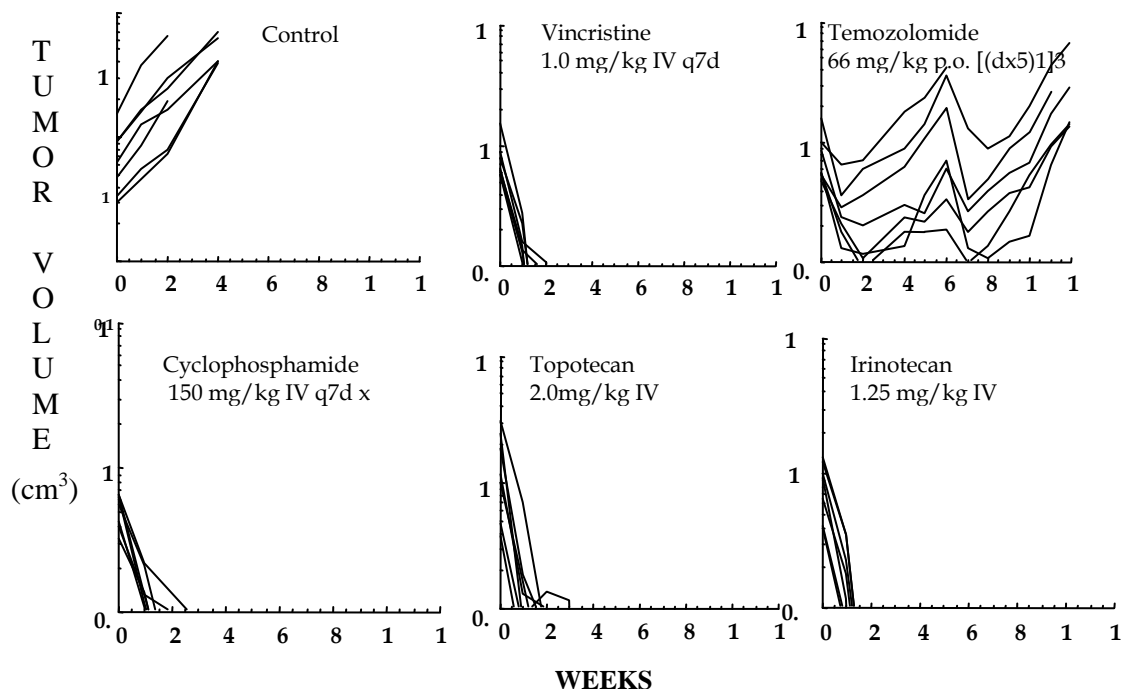 T
U
M
O
R
V
O
L
U
M
E
(cm³)
Control
1
1
0 2 4 6 8 1 1
Vincristine
1.0 mg/kg IV q7d
1
1
0.
0 2 4 6 8 1 1
Temozolomide
66 mg/kg p.o. [(dx5)1]3
1
1
0.
0 2 4 6 8 1 1
Cyclophosphamide
150 mg/kg IV q7d x
1
1
0.
0 2 4 6 8 1 1
Topotecan
2.0mg/kg IV
1
1
0.
0 2 4 6 8 1 1
Irinotecan
1.25 mg/kg IV
1
1
0.
0 2 4 6 8 1 1
WEEKS